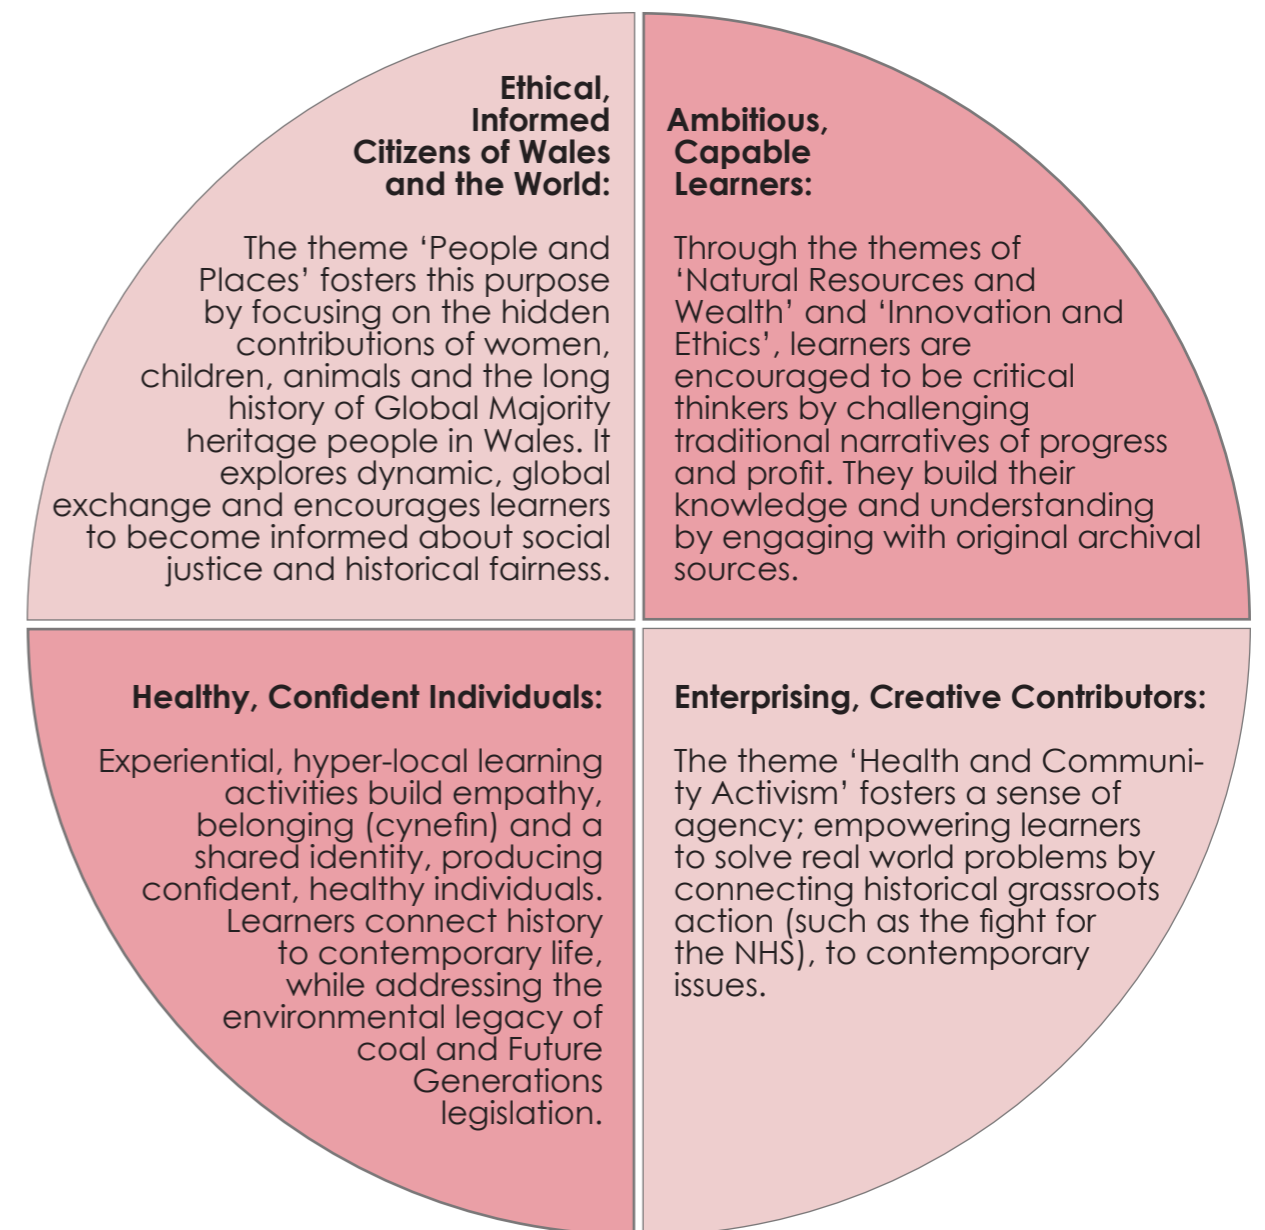 Ethical,
Informed
Citizens of Wales
and the World:
The theme ‘People and
Places’ fosters this purpose
by focusing on the hidden
contributions of women,
children, animals and the long
history of Global Majority
heritage people in Wales. It
explores dynamic, global
exchange and encourages learners
to become informed about social
justice and historical fairness.
Ambitious,
Capable
Learners:
Through the themes of
‘Natural Resources and
Wealth’ and ‘Innovation and
Ethics’, learners are
encouraged to be critical
thinkers by challenging
traditional narratives of progress
and profit. They build their
knowledge and understanding
by engaging with original archival
sources.
Healthy, Confident Individuals:
Experiential, hyper-local learning
activities build empathy,
belonging (cynefin) and a
shared identity, producing
confident, healthy individuals.
Learners connect history
to contemporary life,
while addressing the
environmental legacy of
coal and Future
Generations
legislation.
Enterprising, Creative Contributors:
The theme ‘Health and Communi-
ty Activism’ fosters a sense of
agency; empowering learners
to solve real world problems by
connecting historical grassroots
action (such as the fight for
the NHS), to contemporary
issues.